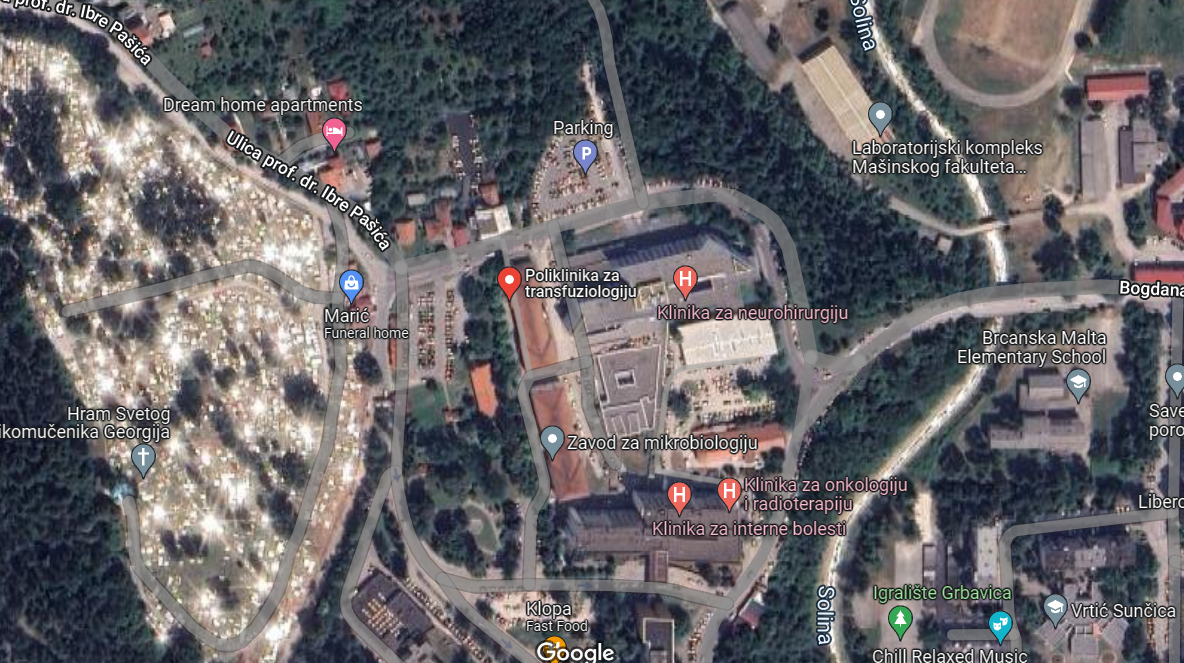 prof. dr. Ibre Pašića
Solina
Dream home apartments
Parking
Ulica prof. dr. Ibre Pašića
Laboratorijski kompleks
Mašinskog fakulteta...
Poliklinika za
transfuziologiju
Klinika za neurohirurgiju
Bogdana
Marić
Funeral home
Brcanska Malta
Elementary School
Hram Svetog
ikomučenika Georgija
Save
poro
Zavod za mikrobiologiju
Klinika za onkologiju
i radioterapiju
Klinika za interne bolesti
Liberc
Igralište Grbavica
Solina
Klopa
Fast Food
Vrtić Sunčica
Google
Chill Relaxed Music